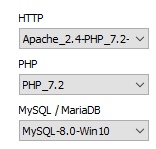 HTTP
Apache_2.4-PHP_7.2-
PHP
PHP_7.2
MySQL / MariaDB
MySQL-8.0-Win10